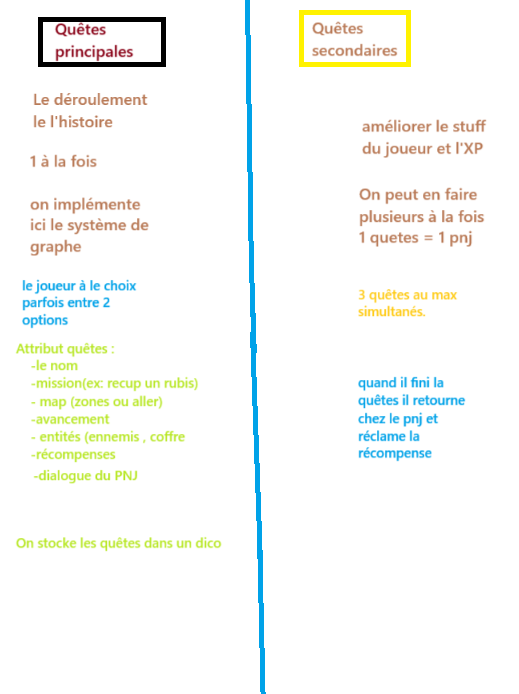 Quêtes
principales
Le déroulement
le l'histoire
1 à la fois
on implémente
ici le système de
graphe
le joueur à le choix
parfois entre 2
options
Attribut quêtes :
-le nom
-mission(ex: recup un rubis)
- map (zones ou aller)
-avancement
- entités (ennemis , coffre
-récompenses
-dialogue du PNJ
On stocke les quêtes dans un dico
Quêtes
secondaires
améliorer le stuff
du joueur et l'XP
On peut en faire
plusieurs à la fois
1 quetes = 1 pnj
3 quêtes au max
simultanés.
quand il fini la
quêtes il retourne
chez le pnj et
réclame la
récompense